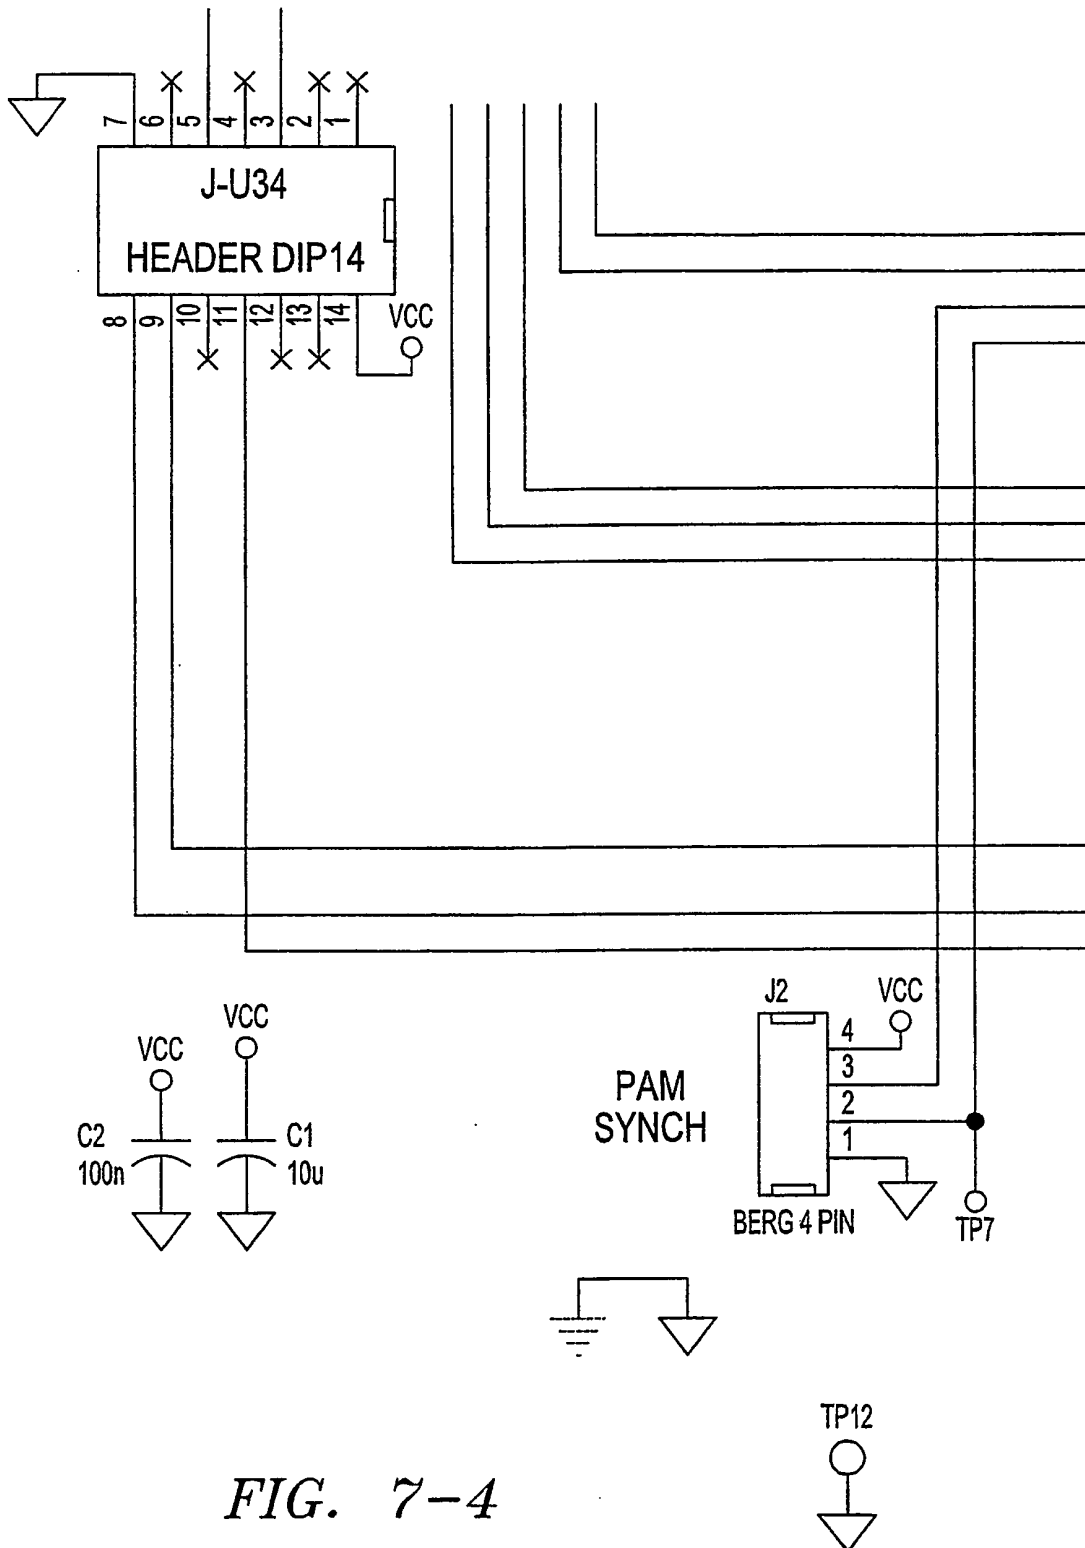 7 6 5 4 3 2 1
J-U34
HEADER DIP14
8 9 10 11 12 13 14
VCC
J2
VCC
4
3
2
1
PAM
SYNCH
BERG 4 PIN
TP7
VCC
VCC
C2
100n
C1
10u
TP12
FIG. 7-4